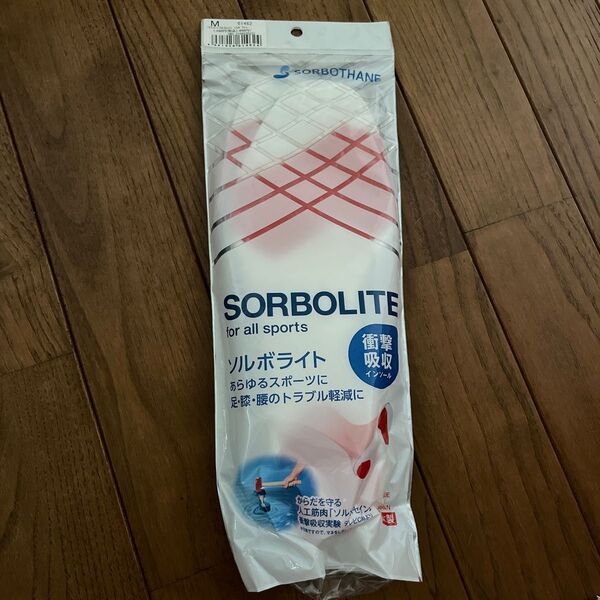 M 61462
SORBOTHANE
SORBOLITE
for all sports
ソルボライト
あらゆるスポーツに
足・膝・腰のトラブル軽減に
衝撃
吸収
インソール
からだを守る
人工筋肉「ソルボセイン」
衝撃吸収実験